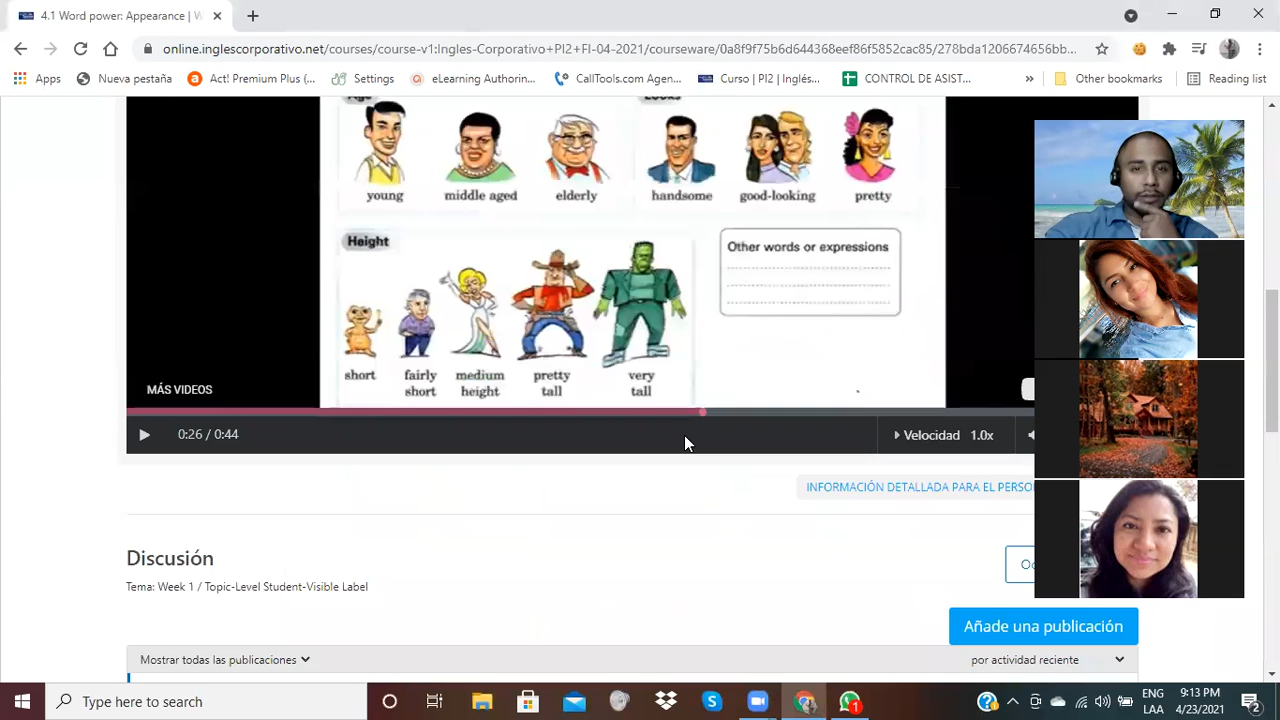 4.1 Word power: Appearance | W
online.inglescorporativo.net/courses/course-v1:Ingles-Corporativo+PI2+FI-04-2021/courseware/0a8f9f75b6d644368eef86f5852cac85/278bda1206674656bb...
Apps
Nueva pestaña
Act! Premium Plus (...
Settings
eLearning Authorin...
CallTools.com Agen...
Curso | PI2 | Inglés...
CONTROL DE ASIST...
»
Other bookmarks
Reading list
Age
Looks
young
middle aged
elderly
handsome
good-looking
pretty
Height
Other words or expressions
short
fairly short
medium height
pretty tall
very tall
MÁS VIDEOS
0:26 / 0:44
Velocidad 1.0x
INFORMACIÓN DETALLADA PARA EL PERSO
Discusión
Tema: Week 1 / Topic-Level Student-Visible Label
Añade una publicación
Mostrar todas las publicaciones
por actividad reciente
Type here to search
1
ENG
LAA
9:13 PM
4/23/2021
2